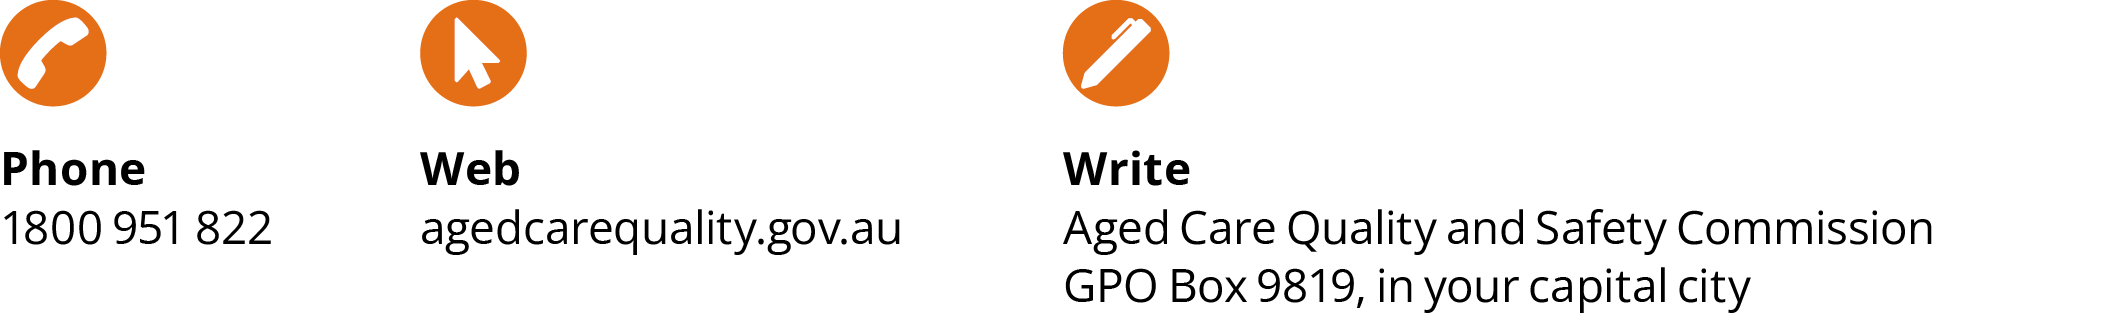 Phone
1800 951 822
Web
agedcarequality.gov.au
Write
Aged Care Quality and Safety Commission
GPO Box 9819, in your capital city